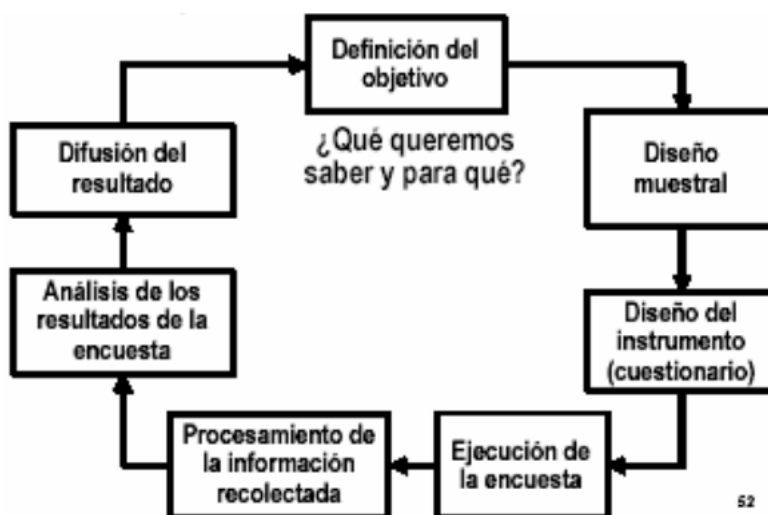 Definición del
objetivo
¿Qué queremos
saber y para qué?
Diseño
muestral
Diseño del
instrumento
(cuestionario)
Ejecución de
la encuesta
Procesamiento de
la información
recolectada
Análisis de los
resultados de la
encuesta
Difusión del
resultado
52